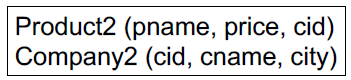 Product2 (pname, price, cid)
Company2 (cid, cname, city)